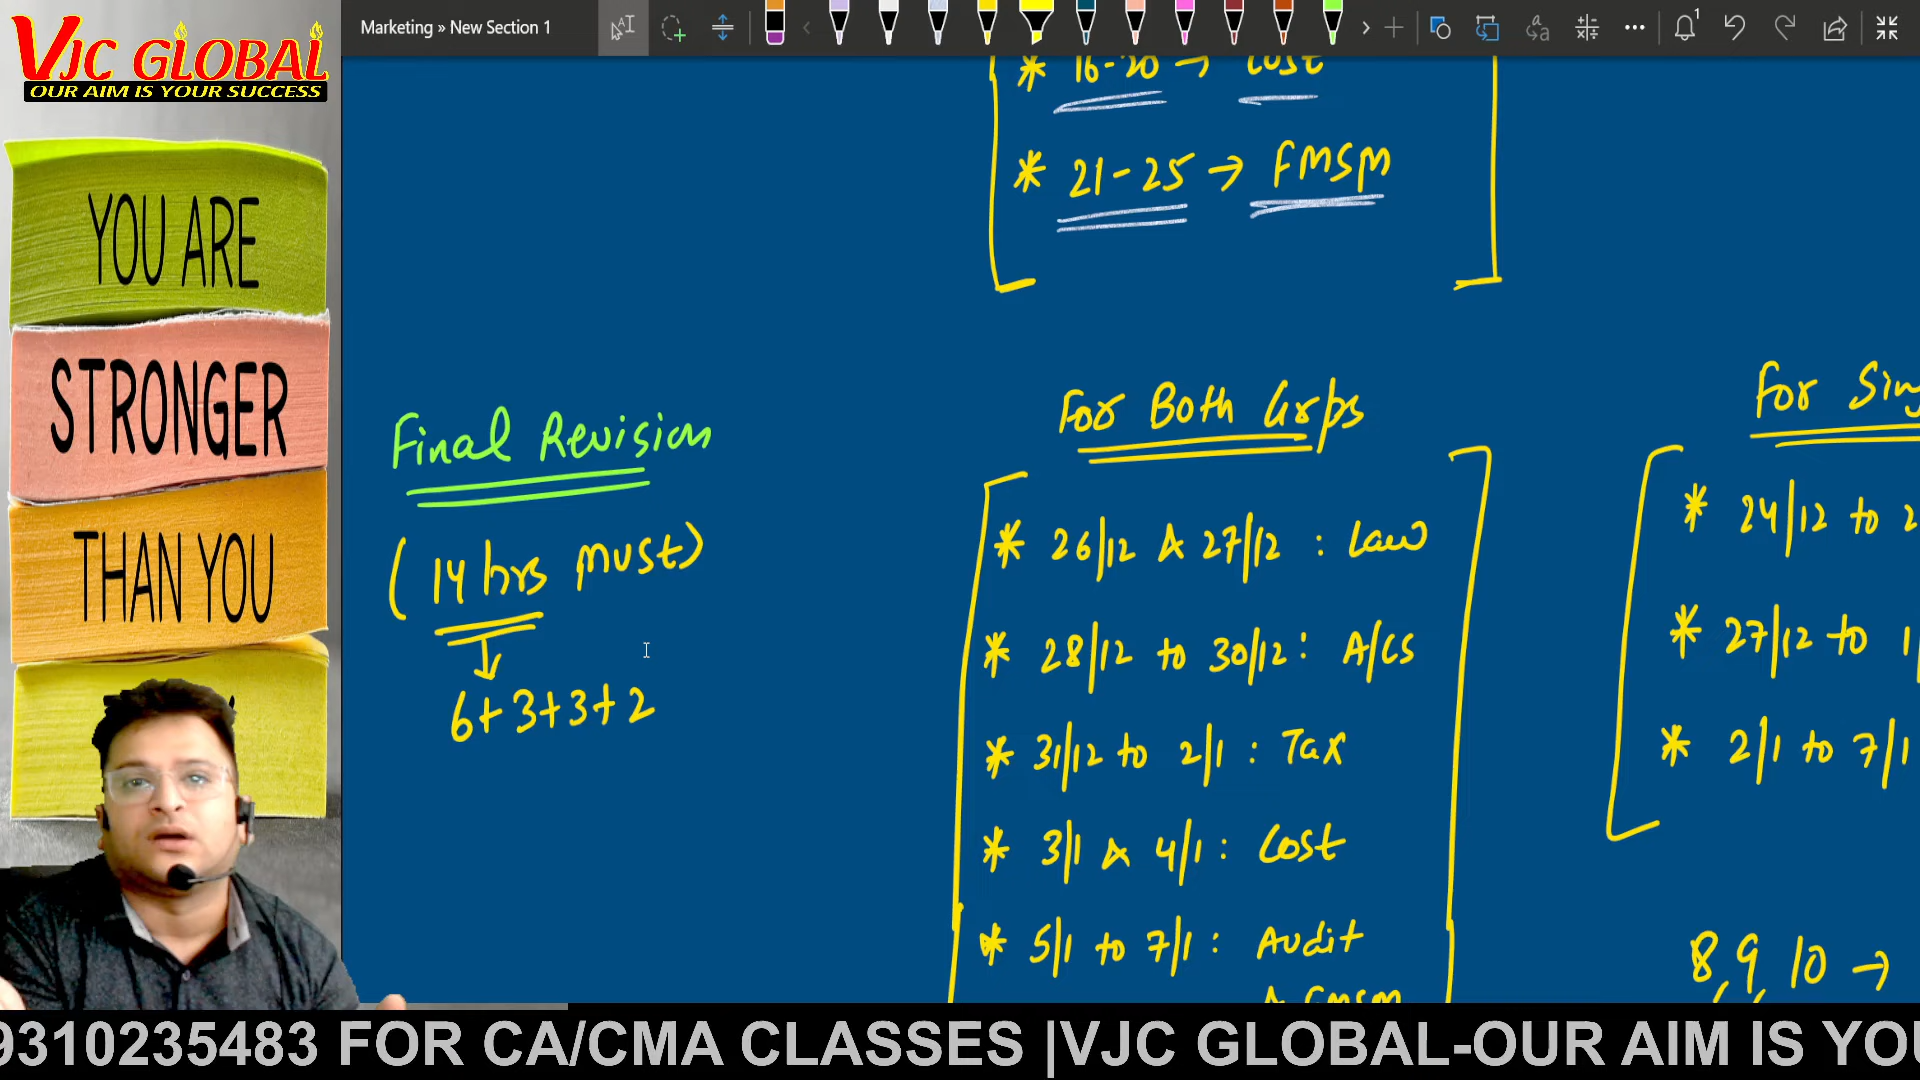 VJC GLOBAL
OUR AIM IS YOUR SUCCESS
Marketing » New Section 1
YOU ARE
STRONGER
THAN YOU
* 16-20 → Cost
* 21-25 → FMSM
Final Revision
(14 hrs must)
6+3+3+2
For Both Grps
* 26/12 & 27/12 : Law
* 28/12 to 30/12 : A/CS
* 31/12 to 2/1 : Tax
* 3/1 & 4/1 : Cost
* 5/1 to 7/1 : Audit
& FMSM
For Sin
* 24/12 to 2
* 27/12 to 1
* 2/1 to 7/1
8, 9, 10 →
9310235483 FOR CA/CMA CLASSES |VJC GLOBAL-OUR AIM IS YOU